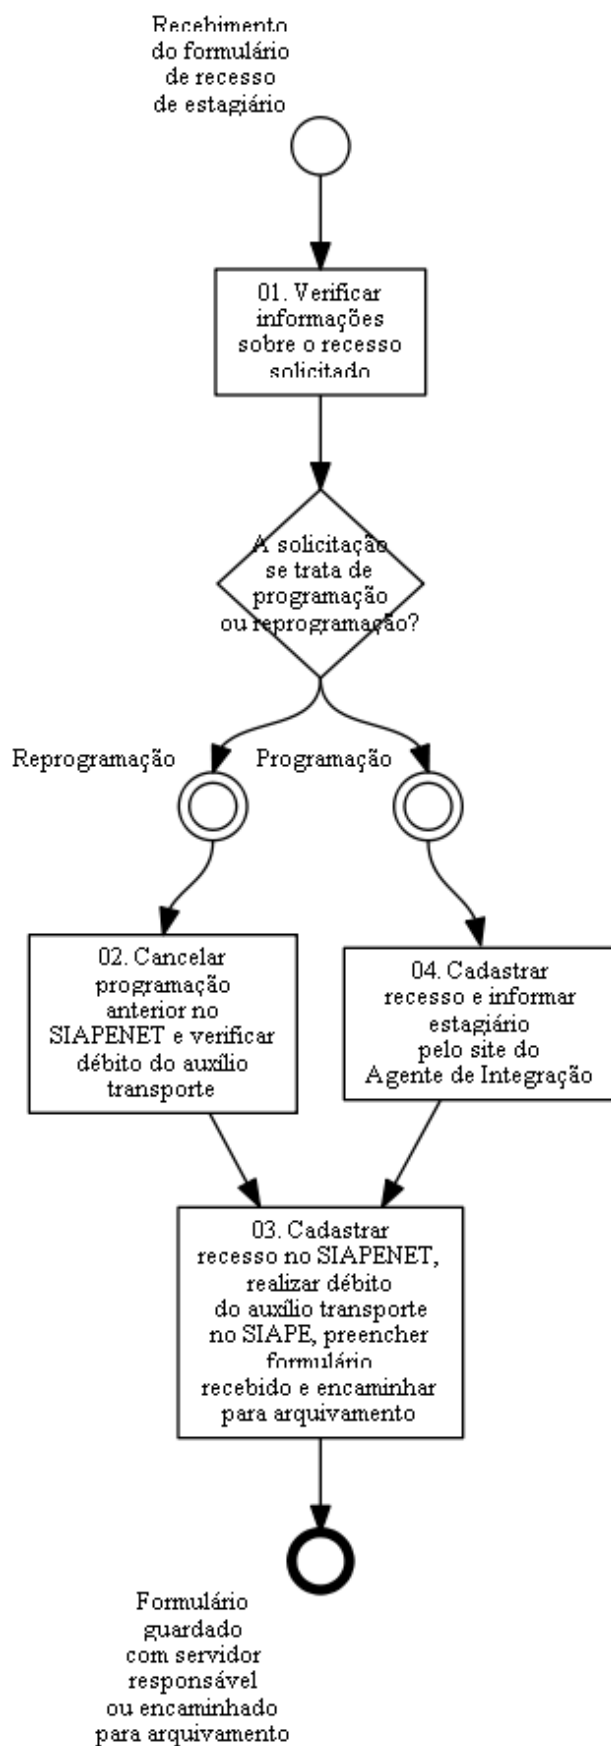 Recebimento
do formulário
de recesso
de estagiário
01. Verificar
informações
sobre o recesso
solicitado
A solicitação
se trata de
programação
ou reprogramação?
Reprogramação
Programação
02. Cancelar
programação
anterior no
SIAPENET e verificar
débito do auxílio
transporte
04. Cadastrar
recesso e informar
estagiário
pelo site do
Agente de Integração
03. Cadastrar
recesso no SIAPENET,
realizar débito
do auxílio transporte
no SIAPE, preencher
formulário
recebido e encaminhar
para arquivamento
Formulário
guardado
com servidor
responsável
ou encaminhado
para arquivamento